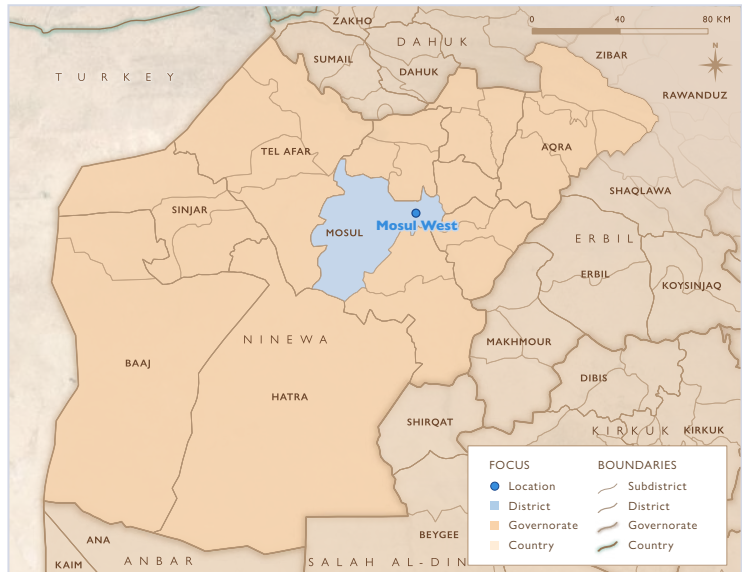 ZAKHO
0 40 80 KM
DAHUK
SUMAIL
ZIBAR
N
DAHUK
TURKEY
RAWANDUZ
TEL AFAR
AQRA
SHAQLAWA
SINJAR
Mosul West
MOSUL
ERBIL
ERBIL
KOYSINJAQ
NINEWA
MAKHMOUR
BAAJ
DIBIS
HATRA
SHIRQAT
KIRKUK
KIRKUK
FOCUS
Location
District
Governorate
Country
BOUNDARIES
Subdistrict
District
Governorate
Country
BEYGEE
ANA
ANBAR
SALAH AL-DIN
KAIM